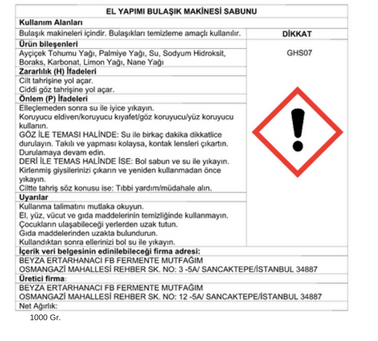 EL YAPIMI BULAŞIK MAKİNESİ SABUNU
Kullanım Alanları
Bulaşık makineleri içindir. Bulaşıkları temizleme amaçlı kullanılır.
DİKKAT
Ürün bileşenleri
Ayçiçek Tohumu Yağı, Palmiye Yağı, Su, Sodyum Hidroksit,
Boraks, Karbonat, Limon Yağı, Nane Yağı
GHS07
Zararlılık (H) İfadeleri
Cilt tahrişine yol açar.
Ciddi göz tahrişine yol açar.
Önlem (P) İfadeleri
Elleçlemeden sonra su ile iyice yıkayın.
Koruyucu eldiven/koruyucu kıyafet/göz koruyucu/yüz koruyucu
kullanın.
GÖZ İLE TEMASI HALİNDE: Su ile birkaç dakika dikkatlice
durulayın. Takılı ve yapması kolaysa, kontak lensleri çıkartın.
Durulamaya devam edin.
DERİ İLE TEMAS HALİNDE İSE: Bol sabun ve su ile yıkayın.
Kirlenmiş giysilerinizi çıkarın ve yeniden kullanmadan önce
yıkayın.
Ciltte tahriş söz konusu ise: Tıbbi yardım/müdahale alın.
Uyarılar
Kullanma talimatını mutlaka okuyun.
El, yüz, vücut ve gıda maddelerinin temizliğinde kullanmayın.
Çocukların ulaşabileceği yerlerden uzak tutun.
Gıda maddelerinden uzakta bulundurun.
Kullandıktan sonra ellerinizi bol su ile yıkayın.
İçerik veri belgesinin edinilebilir firma adresi:
BEYZA ERTARHANACI FB FERMENTE MUTFAĞIM
OSMANGAZİ MAHALLESİ REHBER SK. NO: 3 -5A/ SANCAKTEPE/İSTANBUL 34887
Üretici firma:
BEYZA ERTARHANACI FB FERMENTE MUTFAĞIM
OSMANGAZİ MAHALLESİ REHBER SK. NO: 12 -5A/ SANCAKTEPE/İSTANBUL 34887
Net Ağırlık:
1000 Gr.